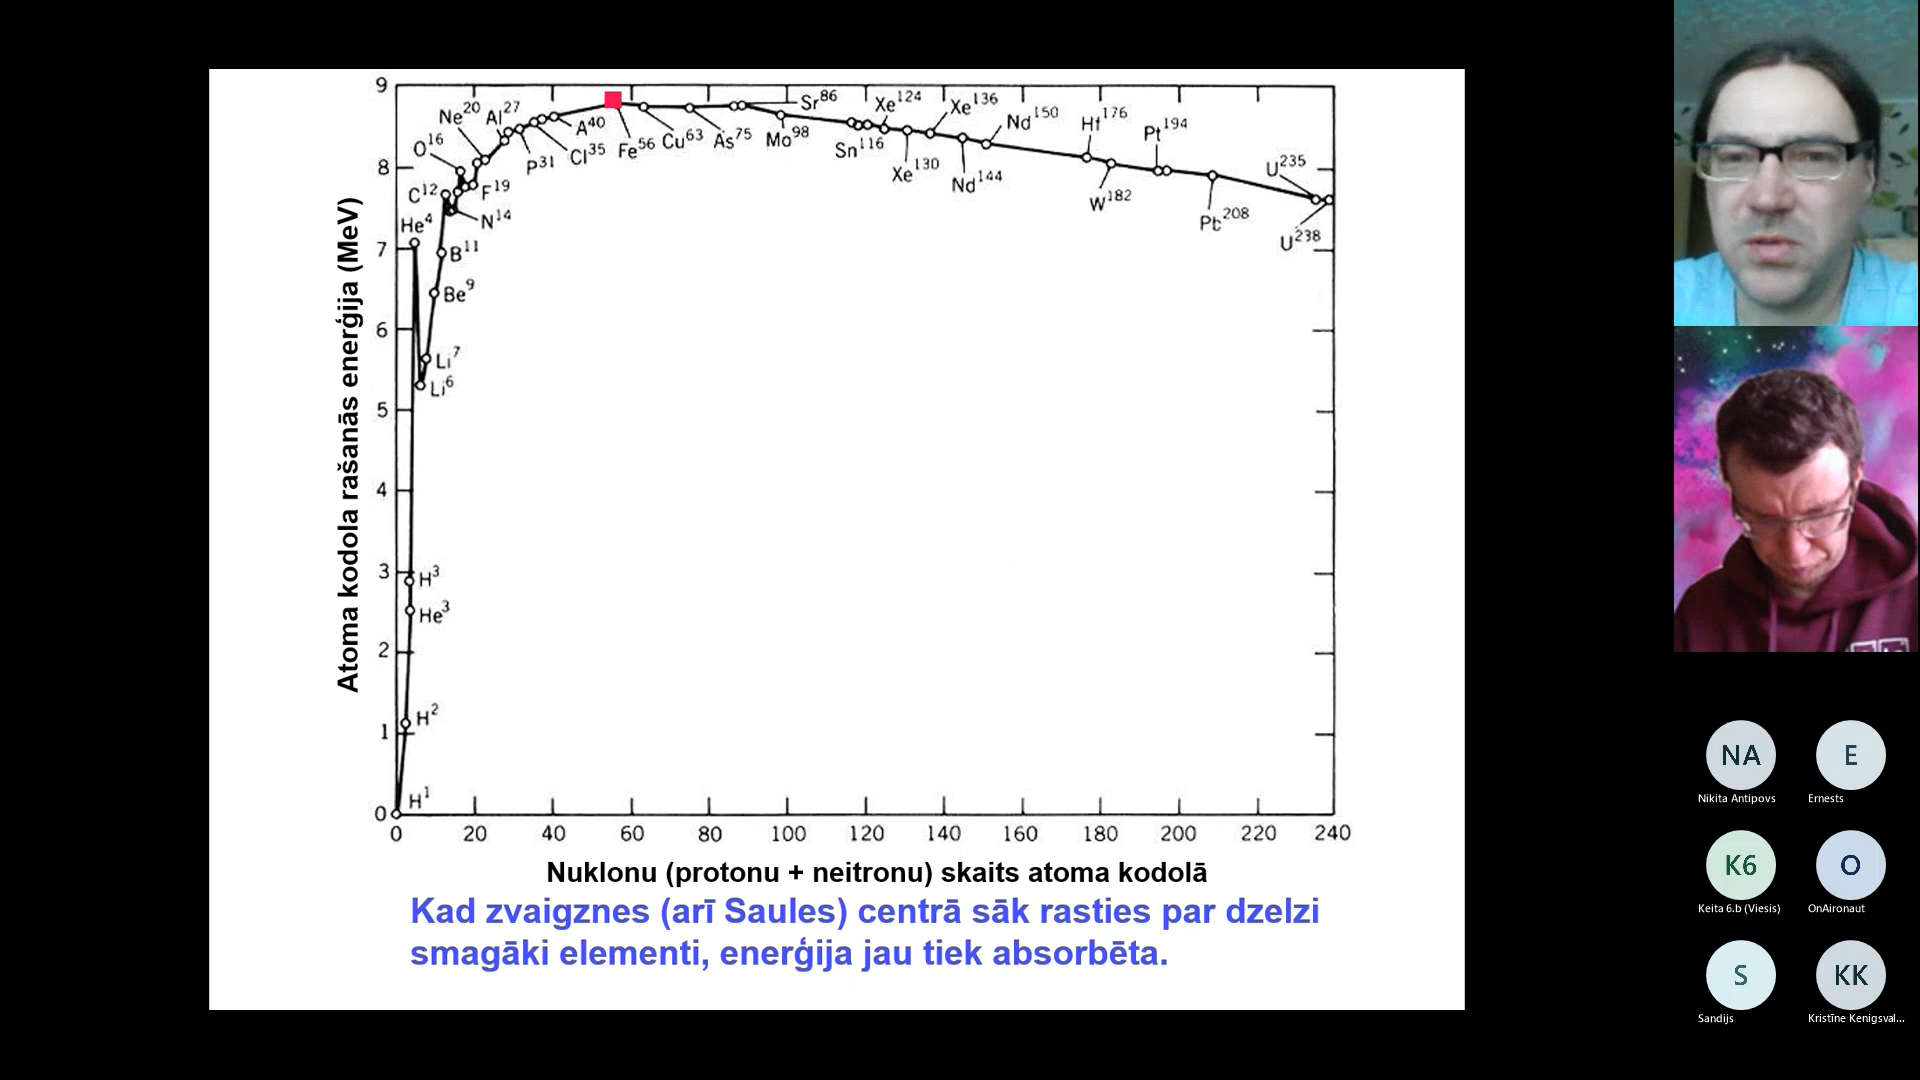 Atoma kodola rašanās enerģija (MeV)
9
8
7
6
5
4
3
2
1
0
H¹
H²
He³
H³
Li⁶
Li⁷
Be⁹
B¹¹
He⁴
C¹²
N¹⁴
O¹⁶
F¹⁹
Ne²⁰
Al²⁷
P³¹
Cl³⁵
A⁴⁰
Fe⁵⁶
Cu⁶³
As⁷⁵
Sr⁸⁶
Mo⁹⁸
Sn¹¹⁶
Xe¹²⁴
Xe¹³⁰
Xe¹³⁶
Nd¹⁴⁴
Nd¹⁵⁰
Hf¹⁷⁶
W¹⁸²
Pt¹⁹⁴
Pb²⁰⁸
U²³⁵
U²³⁸
0 20 40 60 80 100 120 140 160 180 200 220 240
Nuklonu (protonu + neitronu) skaits atoma kodolā
Kad zvaigznes (arī Saules) centrā sāk rasties par dzelzi
smagāki elementi, enerģija jau tiek absorbēta.
NA
Nikita Antipovs
E
Ernests
K6
Keita 6.b (Viesis)
O
OnAironaut
S
Sandijs
KK
Kristīne Kenigsval...